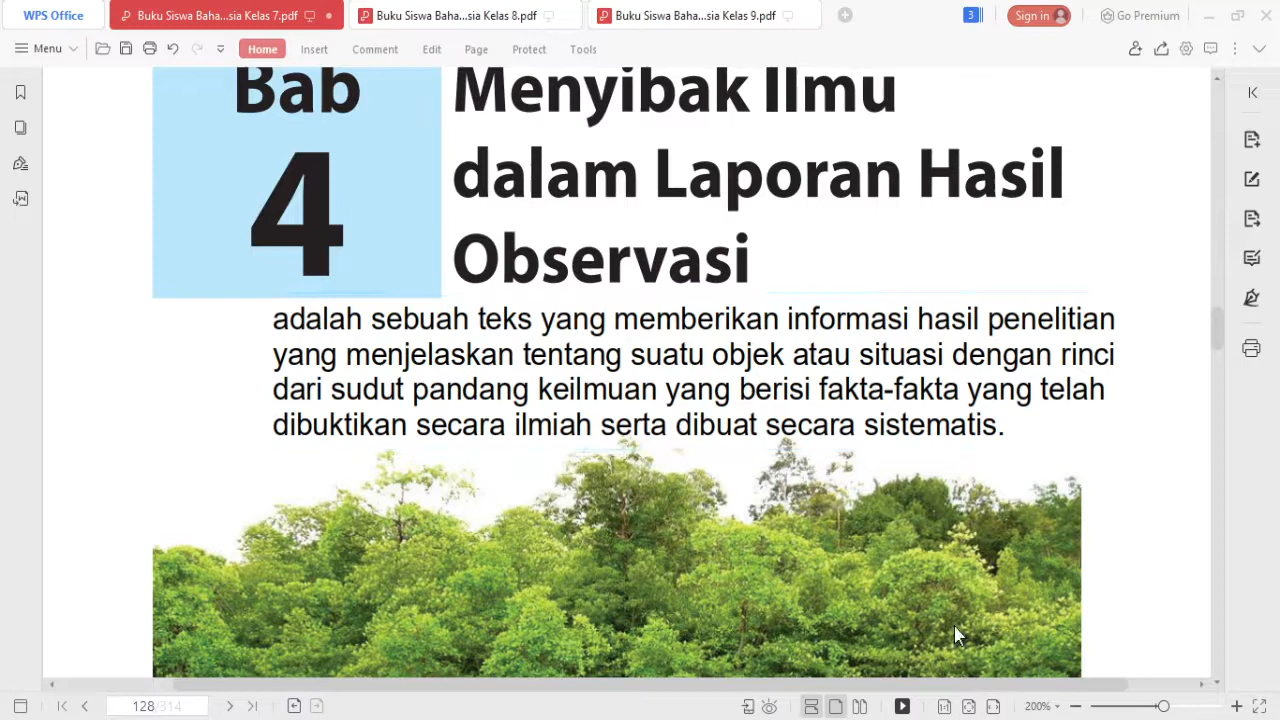 WPS Office
Buku Siswa Baha....sia Kelas 7.pdf
Buku Siswa Baha....sia Kelas 8.pdf
Buku Siswa Baha....sia Kelas 9.pdf
3
Sign in
Go Premium
Menu
Home
Insert
Comment
Edit
Page
Protect
Tools
Bab
4
Menyibak Ilmu
dalam Laporan Hasil
Observasi
adalah sebuah teks yang memberikan informasi hasil penelitian
yang menjelaskan tentang suatu objek atau situasi dengan rinci
dari sudut pandang keilmuan yang berisi fakta-fakta yang telah
dibuktikan secara ilmiah serta dibuat secara sistematis.
128/314
200%